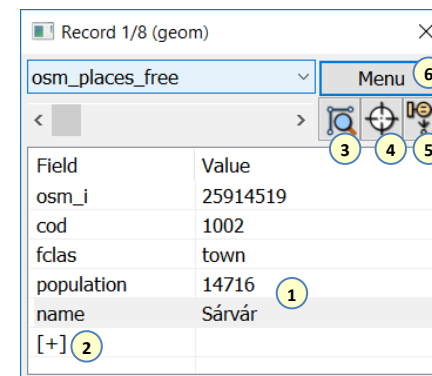 Record 1/8 (geom)
osm_places_free Menu 6
3 4 5
Field Value
osm_i 25914519
cod 1002
fclas town
population 14716
1
name Sárvár
[+] 2